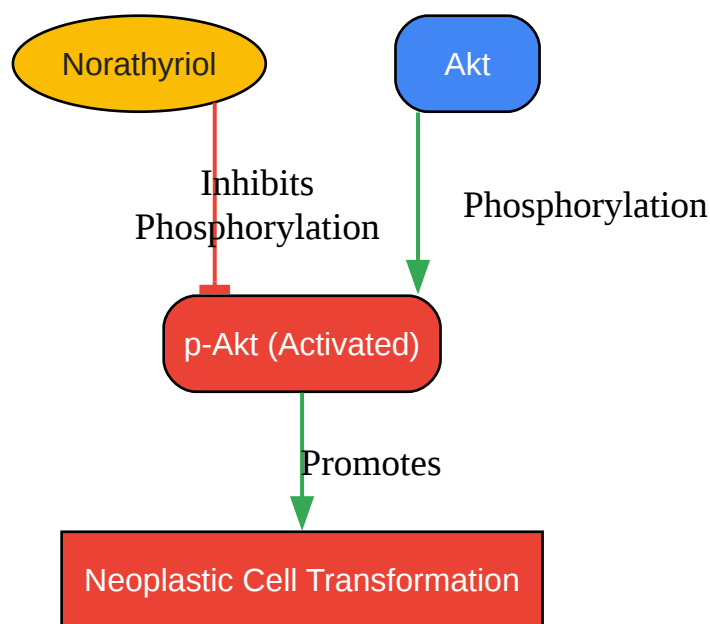 Norathyriol
Akt
Inhibits
Phosphorylation
Phosphorylation
p-Akt (Activated)
Promotes
Neoplastic Cell Transformation